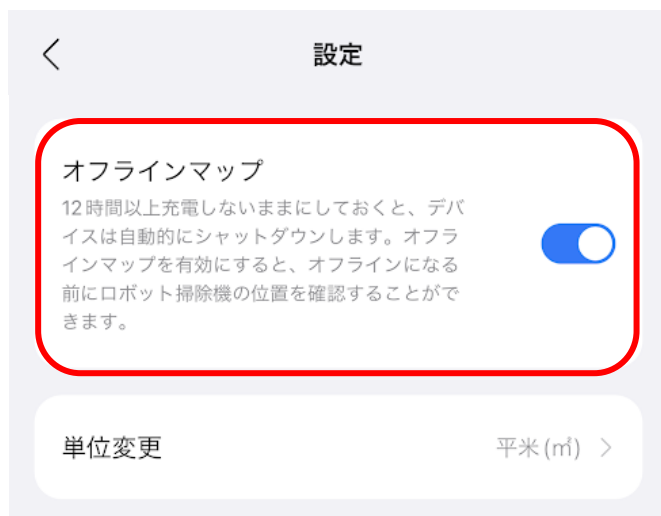 設定
オフラインマップ
12時間以上充電しないままにしておくと、デバ
イスは自動的にシャットダウンします。オフラ
インマップを有効にすると、オフラインになる
前にロボット掃除機の位置を確認することがで
きます。
単位変更 平米(㎡)